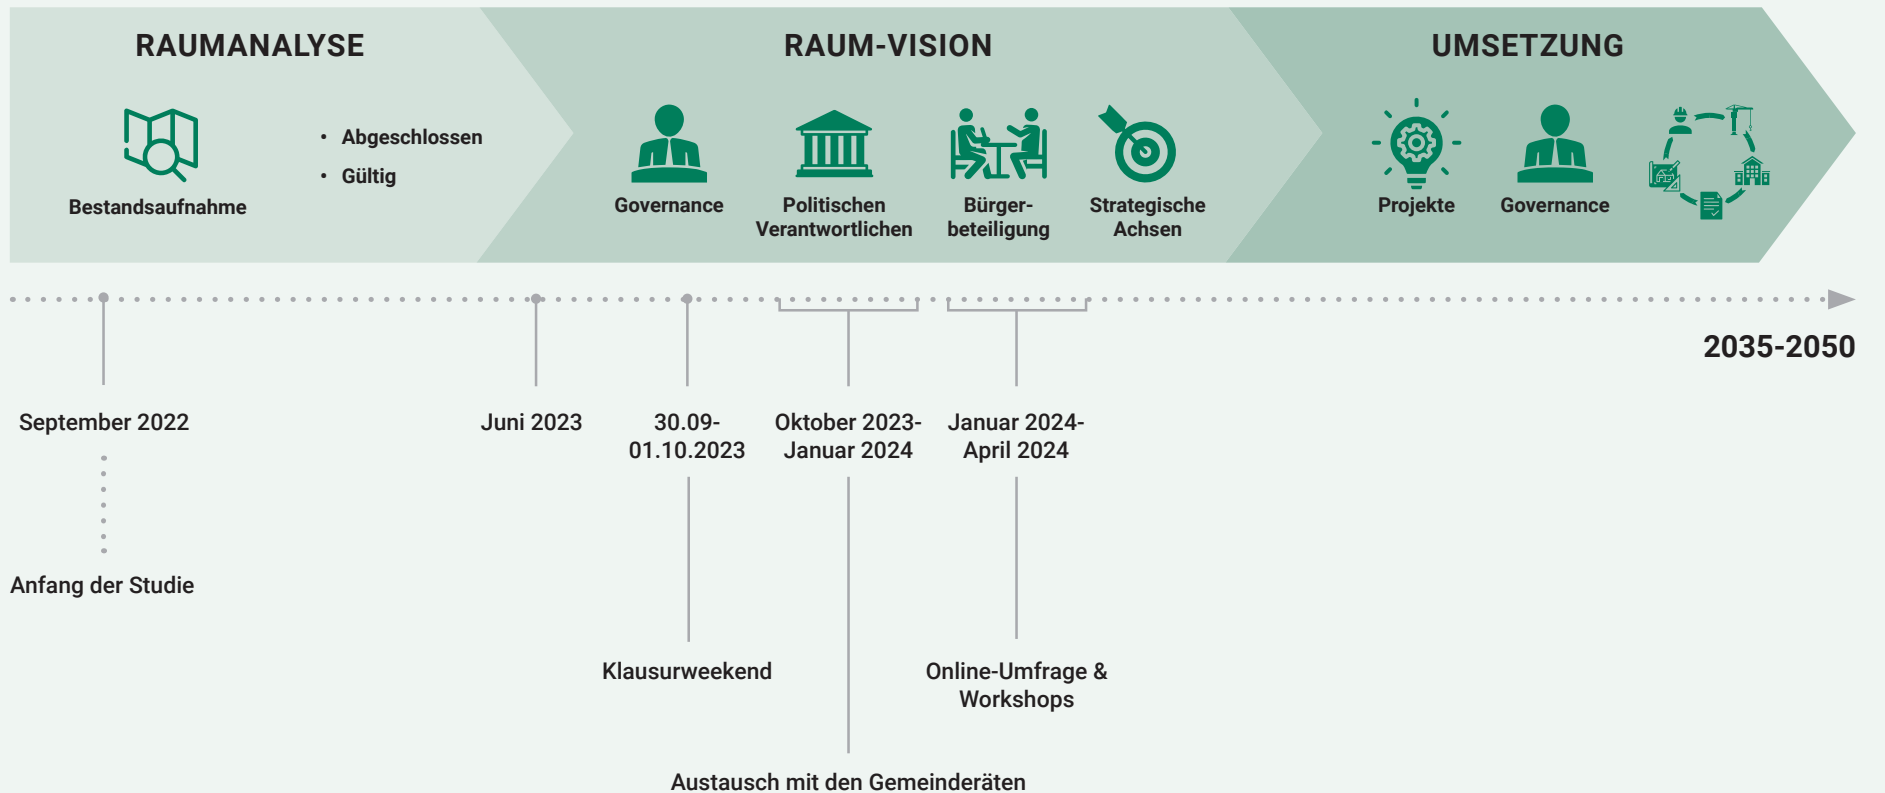 RAUMANALYSE
Bestandsaufnahme
• Abgeschlossen
• Gültig
RAUM-VISION
Governance
Politischen
Verantwortlichen
Bürger-
beteiligung
Strategische
Achsen
UMSETZUNG
Projekte
Governance
2035-2050
September 2022
Anfang der Studie
Juni 2023
30.09-
01.10.2023
Klausurweekend
Oktober 2023-
Januar 2024
Austausch mit den Gemeinderäten
Januar 2024-
April 2024
Online-Umfrage &
Workshops